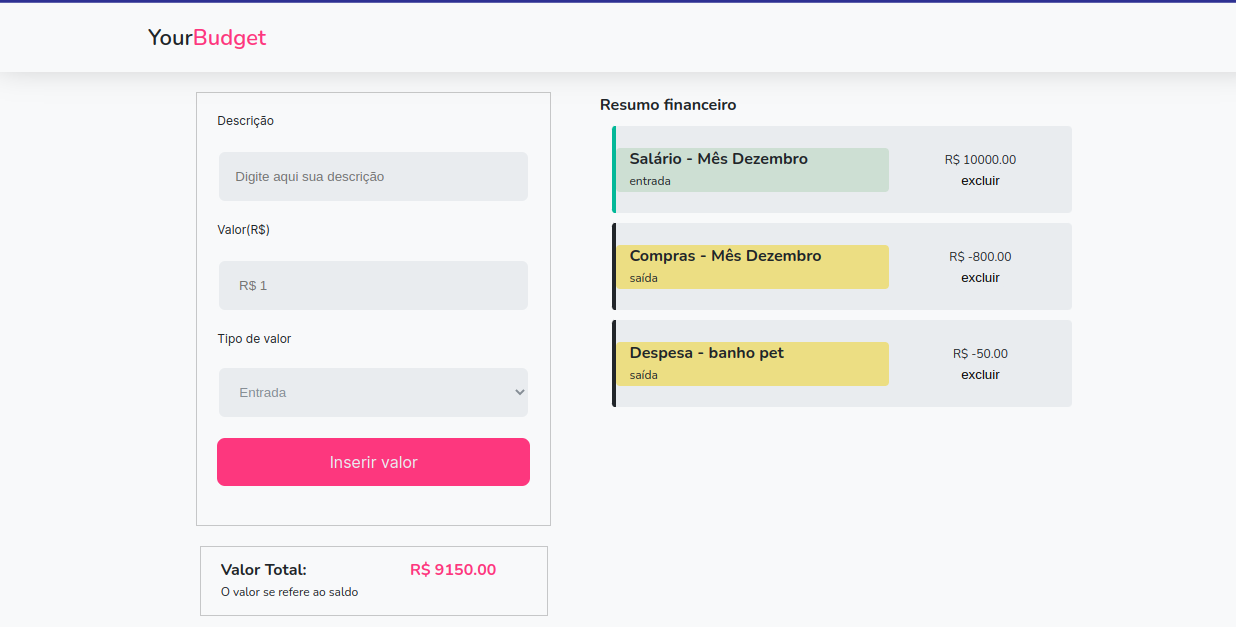 YourBudget
Descrição
Digite aqui sua descrição
Valor(R$)
R$ 1
Tipo de valor
Entrada
Inserir valor
Valor Total:
R$ 9150.00
O valor se refere ao saldo
Resumo financeiro
Salário - Mês Dezembro
R$ 10000.00
entrada
excluir
Compras - Mês Dezembro
R$ -800.00
saída
excluir
Despesa - banho pet
R$ -50.00
saída
excluir